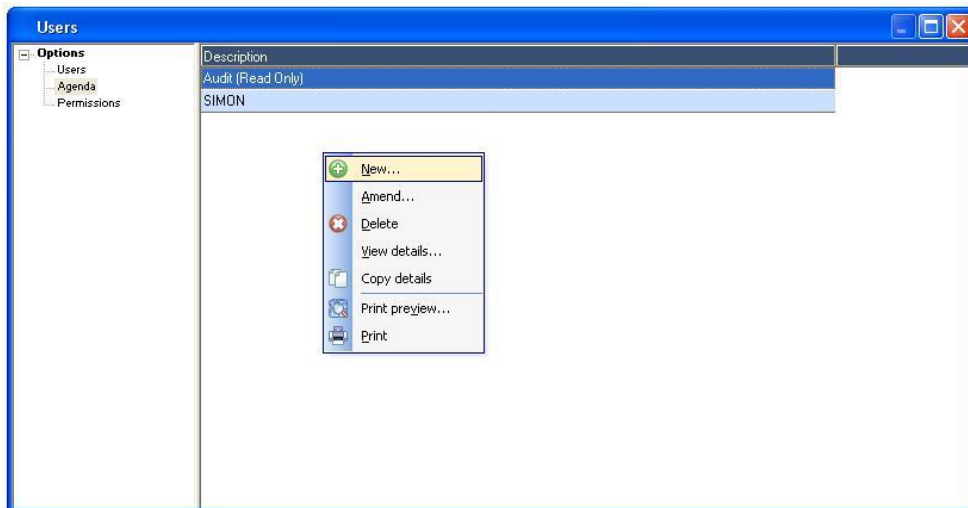 Users
Options
Users
Agenda
Permissions
Description
Audit (Read Only)
SIMON
New...
Amend...
Delete
View details...
Copy details
Print preview...
Print